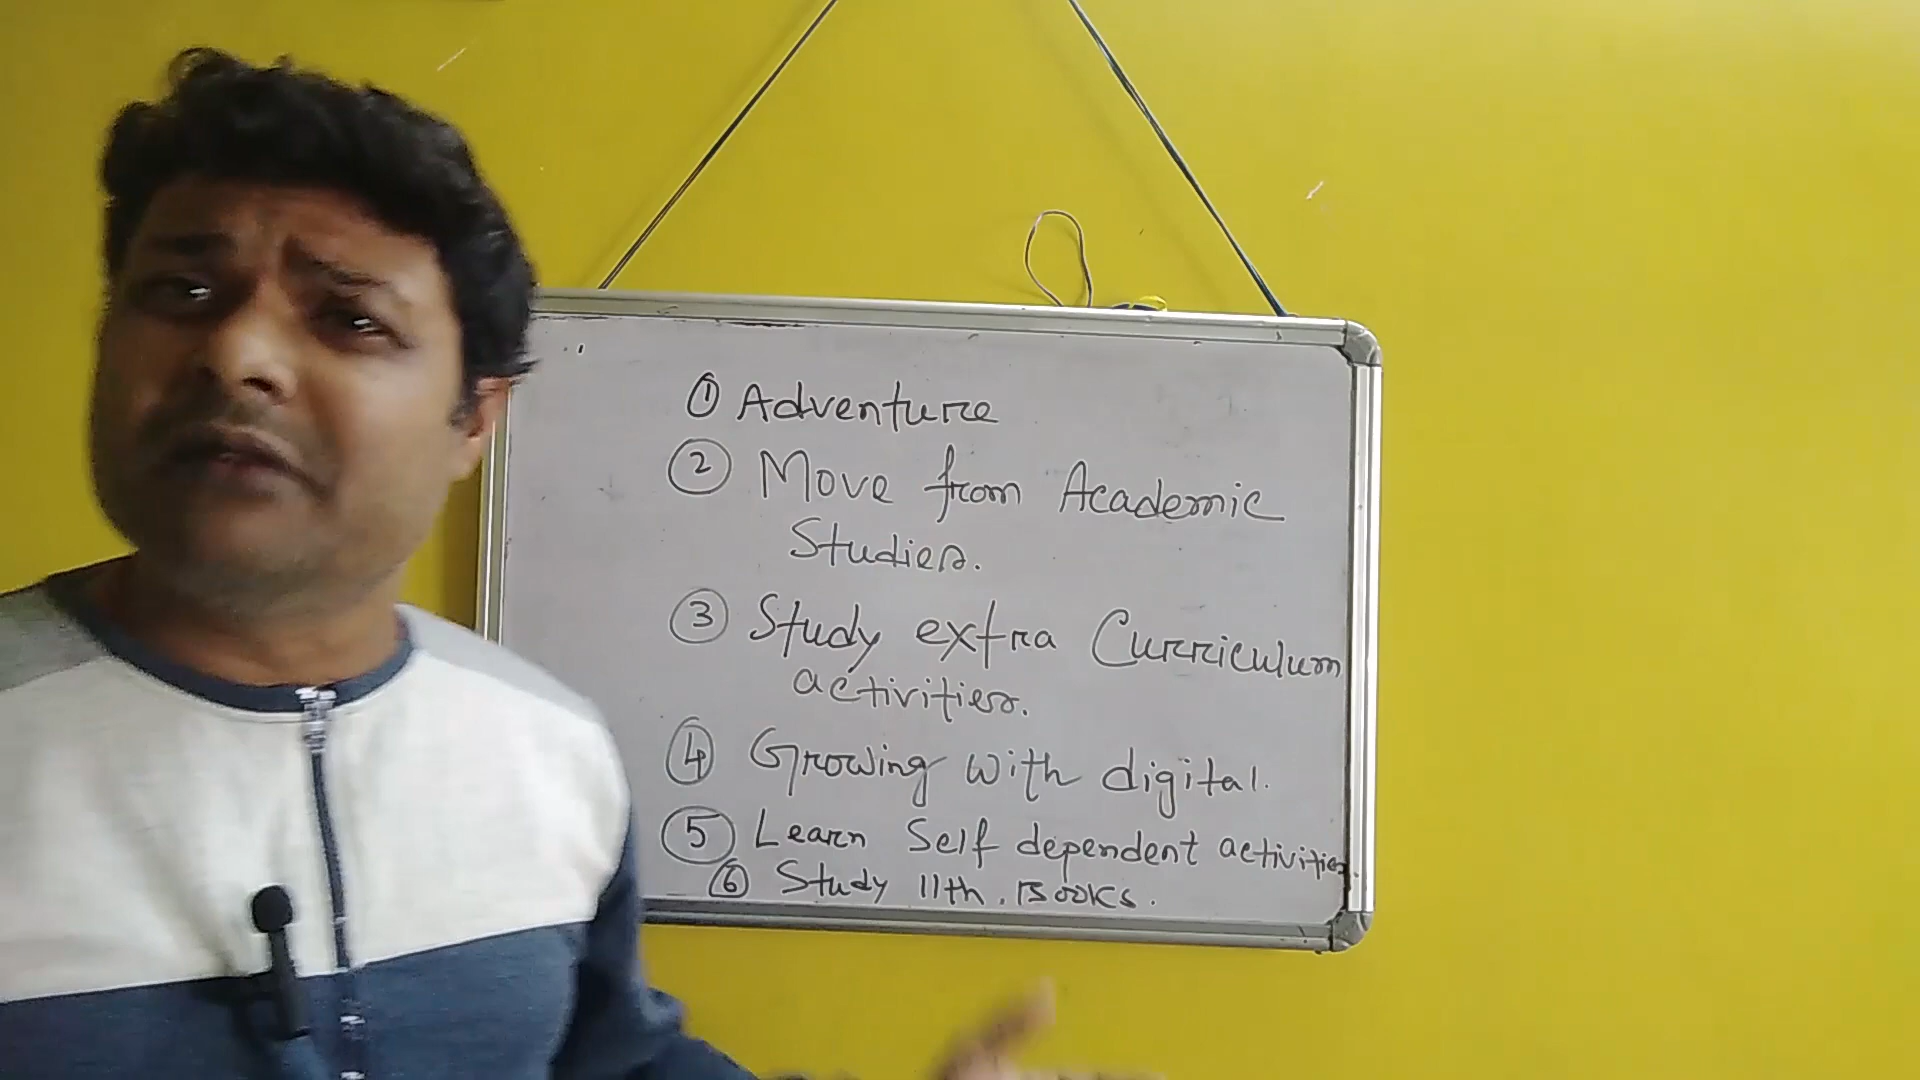 ① Adventure
② Move from Academic
Studies.
③ Study extra Curriculum
activities.
④ Growing with digital.
⑤ Learn Self dependent activities.
⑥ Study 11th. Books.